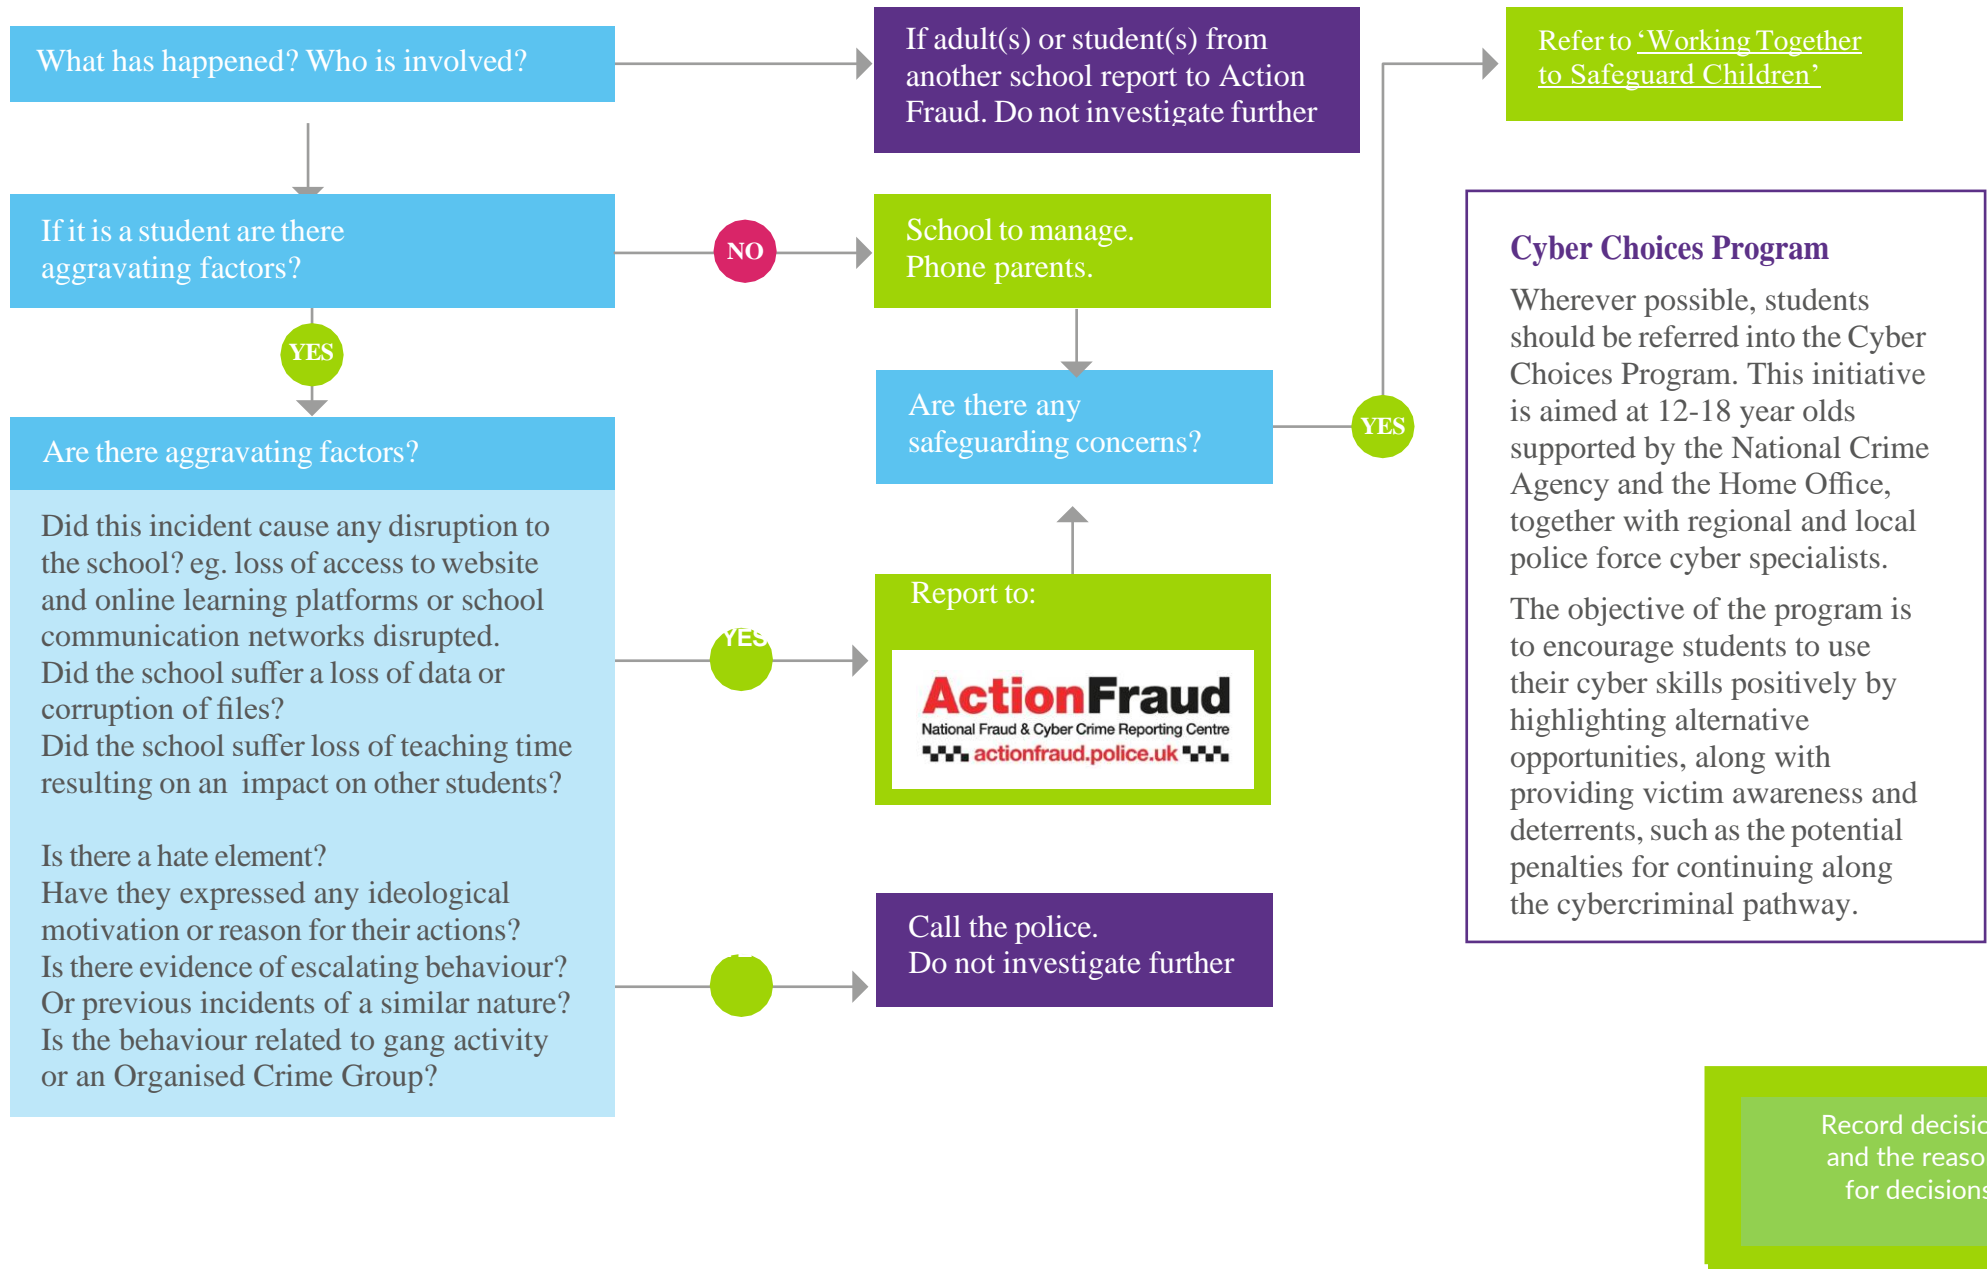 What has happened? Who is involved?
If adult(s) or student(s) from
another school report to Action
Fraud. Do not investigate further
Refer to ‘Working Together
to Safeguard Children’
If it is a student are there
aggravating factors?
NO
School to manage.
Phone parents.
YES
Are there any
safeguarding concerns?
YES
Are there aggravating factors?
Did this incident cause any disruption to
the school? eg. loss of access to website
and online learning platforms or school
communication networks disrupted.
Did the school suffer a loss of data or
corruption of files?
Did the school suffer loss of teaching time
resulting on an impact on other students?
Is there a hate element?
Have they expressed any ideological
motivation or reason for their actions?
Is there evidence of escalating behaviour?
Or previous incidents of a similar nature?
Is the behaviour related to gang activity
or an Organised Crime Group?
YES
Report to:
ActionFraud
National Fraud & Cyber Crime Reporting Centre
actionfraud.police.uk
Call the police.
Do not investigate further
Cyber Choices Program
Wherever possible, students
should be referred into the Cyber
Choices Program. This initiative
is aimed at 12-18 year olds
supported by the National Crime
Agency and the Home Office,
together with regional and local
police force cyber specialists.
The objective of the program is
to encourage students to use
their cyber skills positively by
highlighting alternative
opportunities, along with
providing victim awareness and
deterrents, such as the potential
penalties for continuing along
the cybercriminal pathway.
Record
and the
for decisions